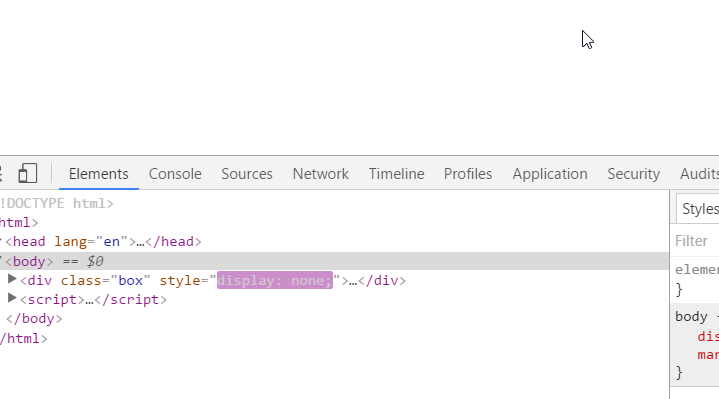 Elements Console Sources Network Timeline Profiles Application Security Audits
!DOCTYPE html>
html>
<head lang="en">…</head>
<body> == $0
<div class="box" style="display: none;">…</div>
<script>…</script>
</body>
/html>
Styles
Filter
elemen
}
body
dis
mar
}